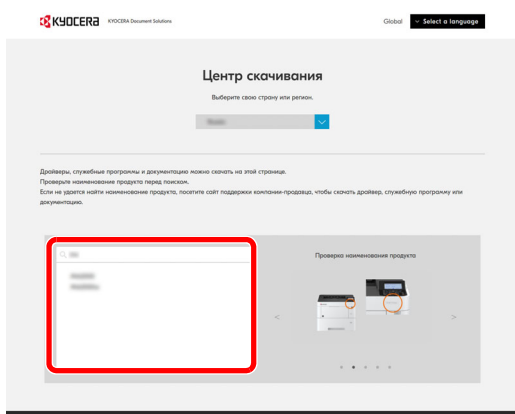 KYOCERA KYOCERA Document Solutions
Global Select a language
Центр скачивания
Выберите свою страну или регион.
Драйверы, служебные программы и документацию можно скачать на этой странице.
Проверьте наименование продукта перед поиском.
Если не удается найти наименование продукта, посетите сайт поддержки компании-продавца, чтобы скачать драйвер, служебную программу или
документацию.
Проверка наименования продукта